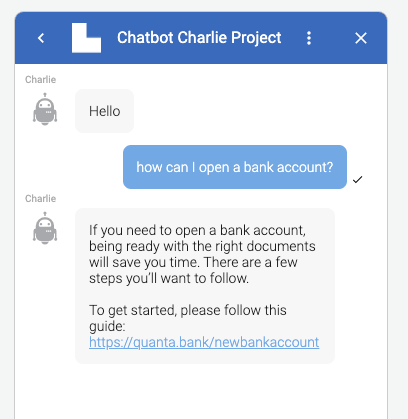 Chatbot Charlie Project
Charlie
Hello
how can I open a bank account?
Charlie
If you need to open a bank account,
being ready with the right documents
will save you time. There are a few
steps you’ll want to follow.
To get started, please follow this
guide:
https://quanta.bank/newbankaccount